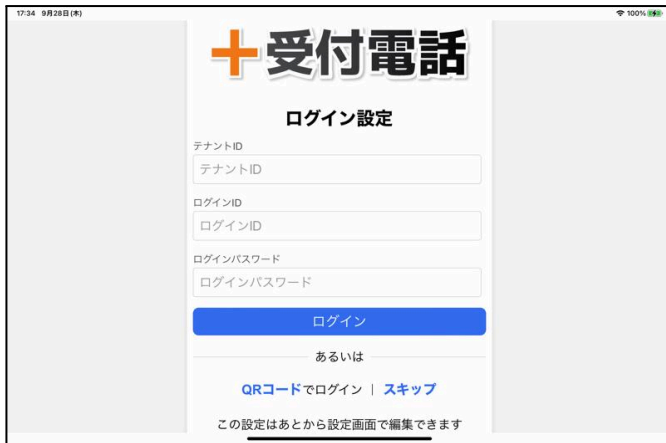 17:34 9月28日(木)
100%
+受付電話
ログイン設定
テナントID
テナントID
ログインID
ログインID
ログインパスワード
ログインパスワード
ログイン
あるいは
QRコードでログイン | スキップ
この設定はあとから設定画面で編集できます